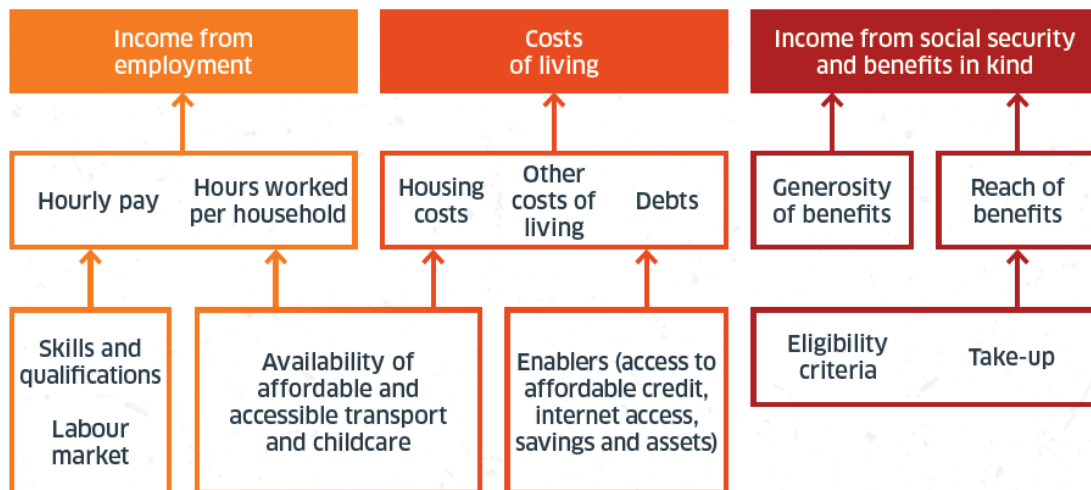 Income from
employment
Costs
of living
Income from social security
and benefits in kind
Hourly pay
Hours worked
per household
Housing
costs
Other
costs of
living
Debts
Generosity
of benefits
Reach of
benefits
Skills and
qualifications
Labour
market
Availability of
affordable and
accessible transport
and childcare
Enablers (access to
affordable credit,
internet access,
savings and assets)
Eligibility
criteria
Take-up